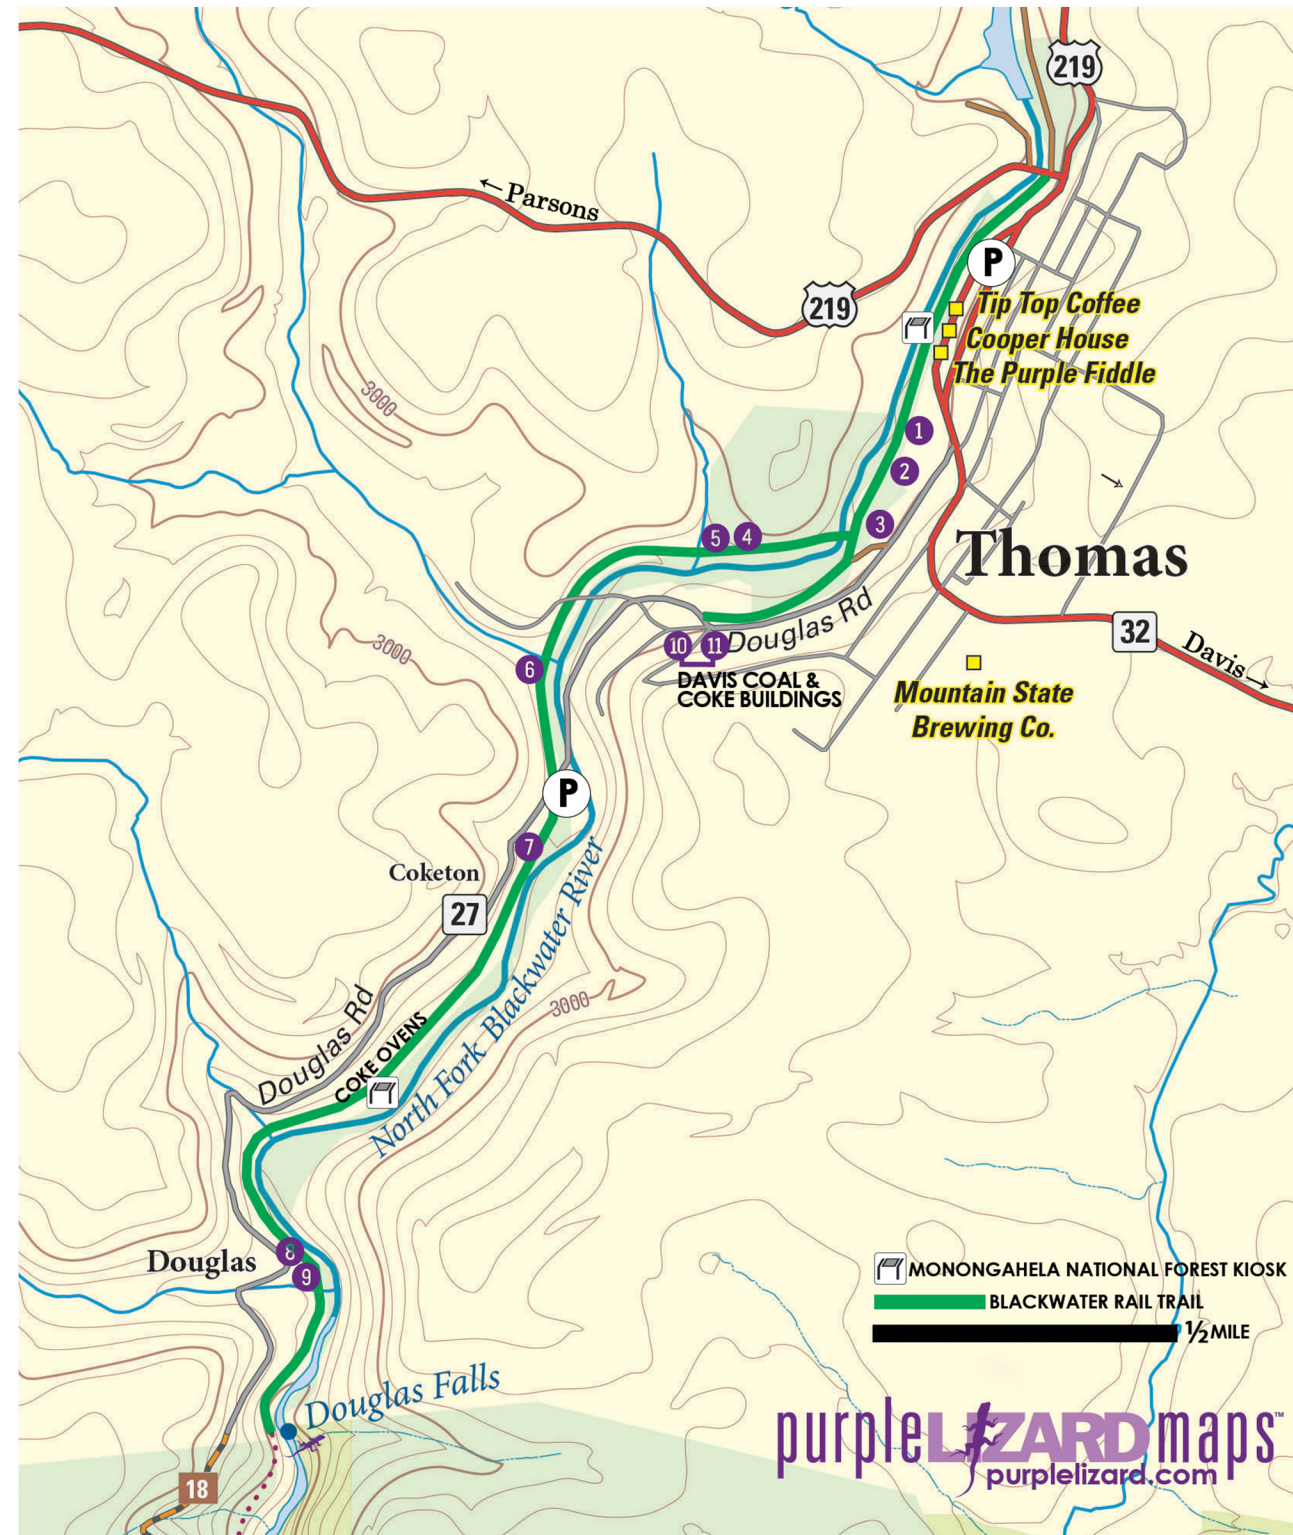 219
←Parsons
219
P
Tip Top Coffee
Cooper House
The Purple Fiddle
3000
1
2
3
5
4
Thomas
32
Davis→
Douglas Rd
10
11
DAVIS COAL &
COKE BUILDINGS
Mountain State
Brewing Co.
3000
6
P
7
Coketon
27
North Fork Blackwater River
3000
Douglas Rd
COKE OVENS
8
Douglas
9
MONONGAHELA NATIONAL FOREST KIOSK
BLACKWATER RAIL TRAIL
½ MILE
Douglas Falls
18
purpleLIZARDmaps™
purplelizard.com